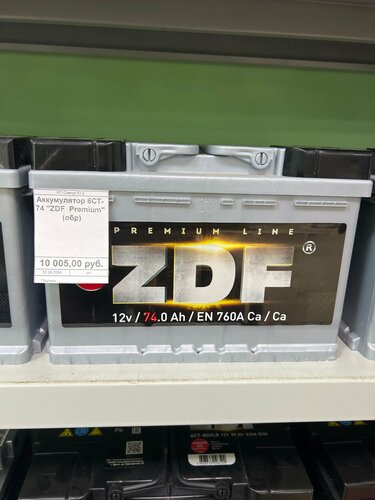 Аккумулятор 6СТ-
74 "ZDF Premium"
(обр)
10 005,00 руб.
PREMIUM LINE
ZDF®
12v / 74.0 Ah / EN 760A Ca / Ca